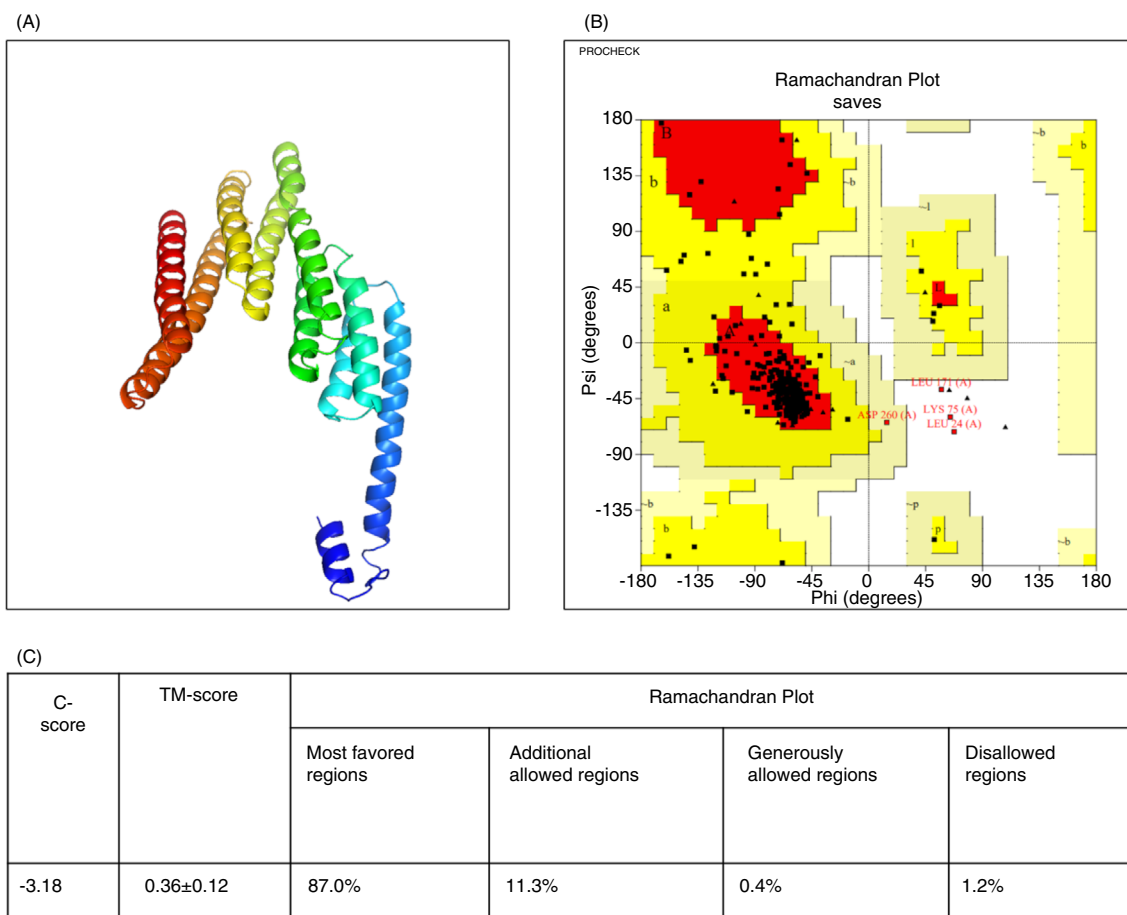 (A)
(B)
PROCHECK
Ramachandran Plot
saves
B
b
~b
~b
b
~l
l
L
a
A
~a
LEU 171 (A)
LYS 75 (A)
ASP 260 (A)
LEU 24 (A)
~b
b
~p
p
~b
~b
180
135
90
45
0
-45
-90
-135
Psi (degrees)
-180 -135 -90 -45 0 45 90 135 180
Phi (degrees)
(C)
C-
score
TM-score
Ramachandran Plot
Most favored
regions
Additional
allowed regions
Generously
allowed regions
Disallowed
regions
-3.18 0.36±0.12 87.0% 11.3% 0.4% 1.2%